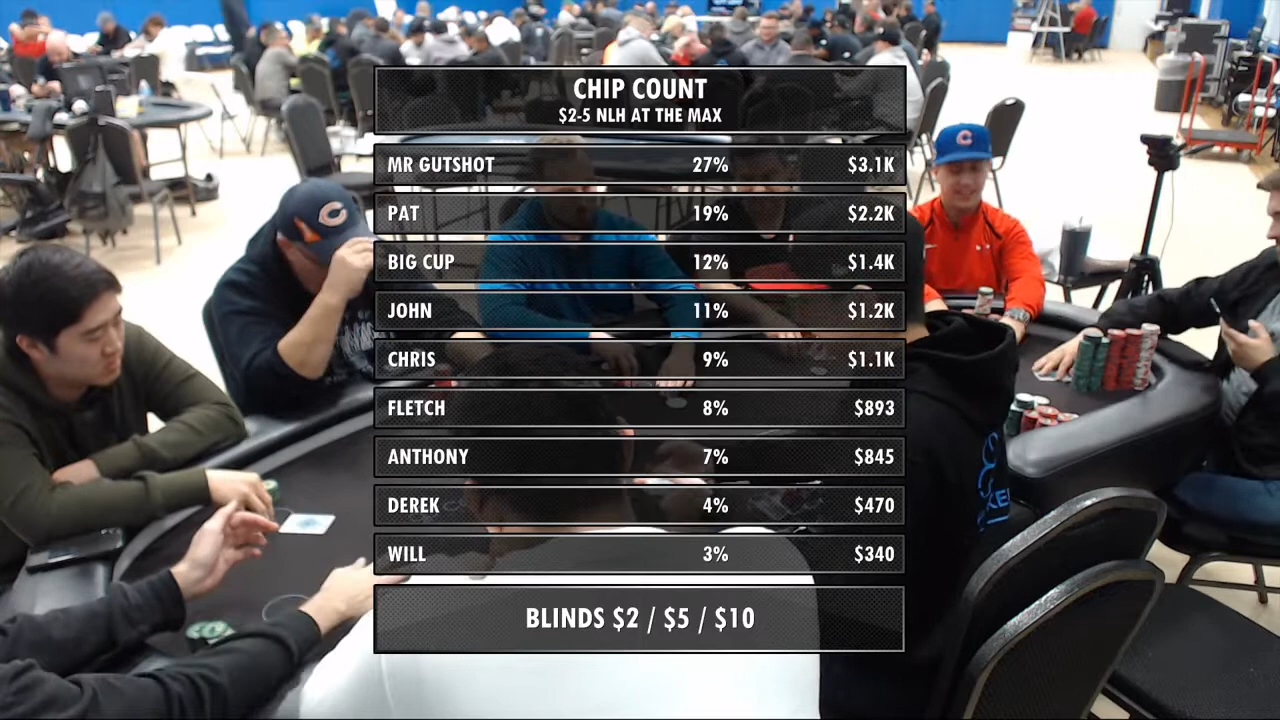 CHIP COUNT
$2-5 NLH AT THE MAX
MR GUTSHOT 27% $3.1K
PAT 19% $2.2K
BIG CUP 12% $1.4K
JOHN 11% $1.2K
CHRIS 9% $1.1K
FLETCH 8% $893
ANTHONY 7% $845
DEREK 4% $470
WILL 3% $340
BLINDS $2 / $5 / $10